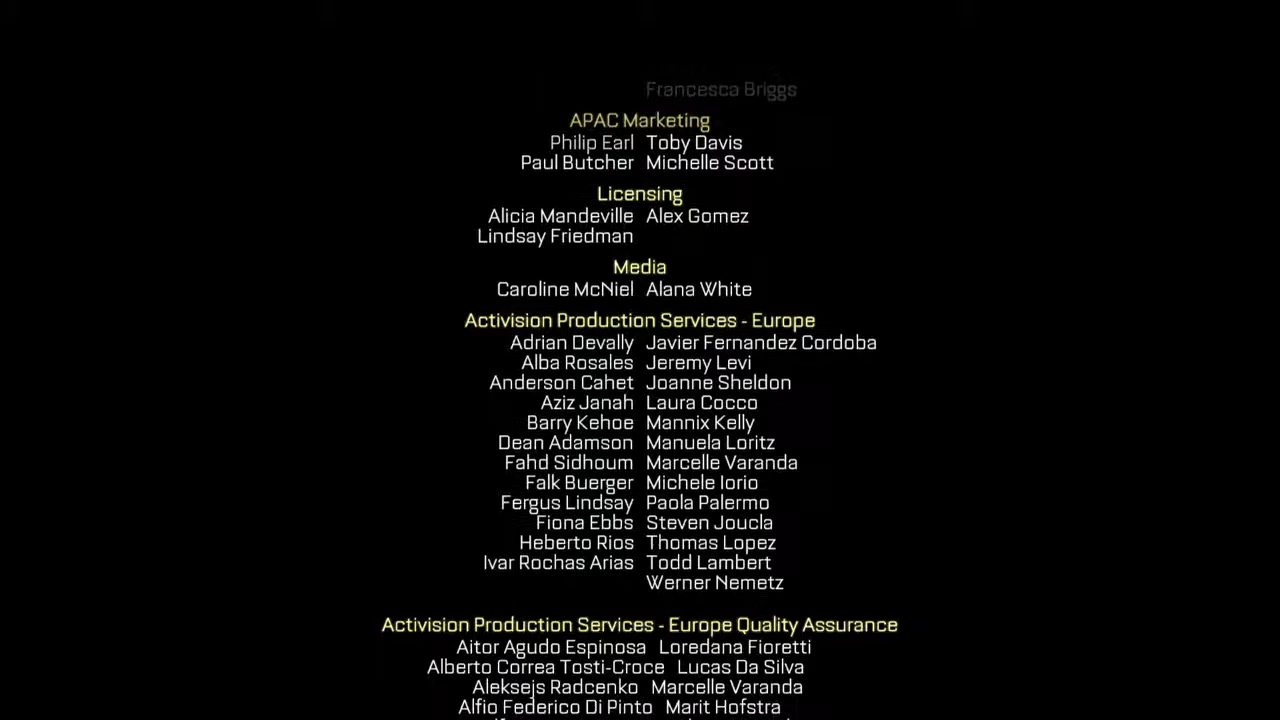 Francesca Briggs
APAC Marketing
Philip Earl Toby Davis
Paul Butcher Michelle Scott
Licensing
Alicia Mandeville Alex Gomez
Lindsay Friedman
Media
Caroline McNiel Alana White
Activision Production Services - Europe
Adrian Devally Javier Fernandez Cordoba
Alba Rosales Jeremy Levi
Anderson Cahet Joanne Sheldon
Aziz Janah Laura Cocco
Barry Kehoe Mannix Kelly
Dean Adamson Manuela Loritz
Fahd Sidhoum Marcelle Varanda
Falk Buerger Michele Iorio
Fergus Lindsay Paola Palermo
Fiona Ebbs Steven Joucla
Heberto Rios Thomas Lopez
Ivar Rochas Arias Todd Lambert
Werner Nemetz
Activision Production Services - Europe Quality Assurance
Aitor Agudo Espinosa Loredana Fioretti
Alberto Correa Tosti-Croce Lucas Da Silva
Aleksejs Radcenko Marcelle Varanda
Alfio Federico Di Pinto Marit Hofstra